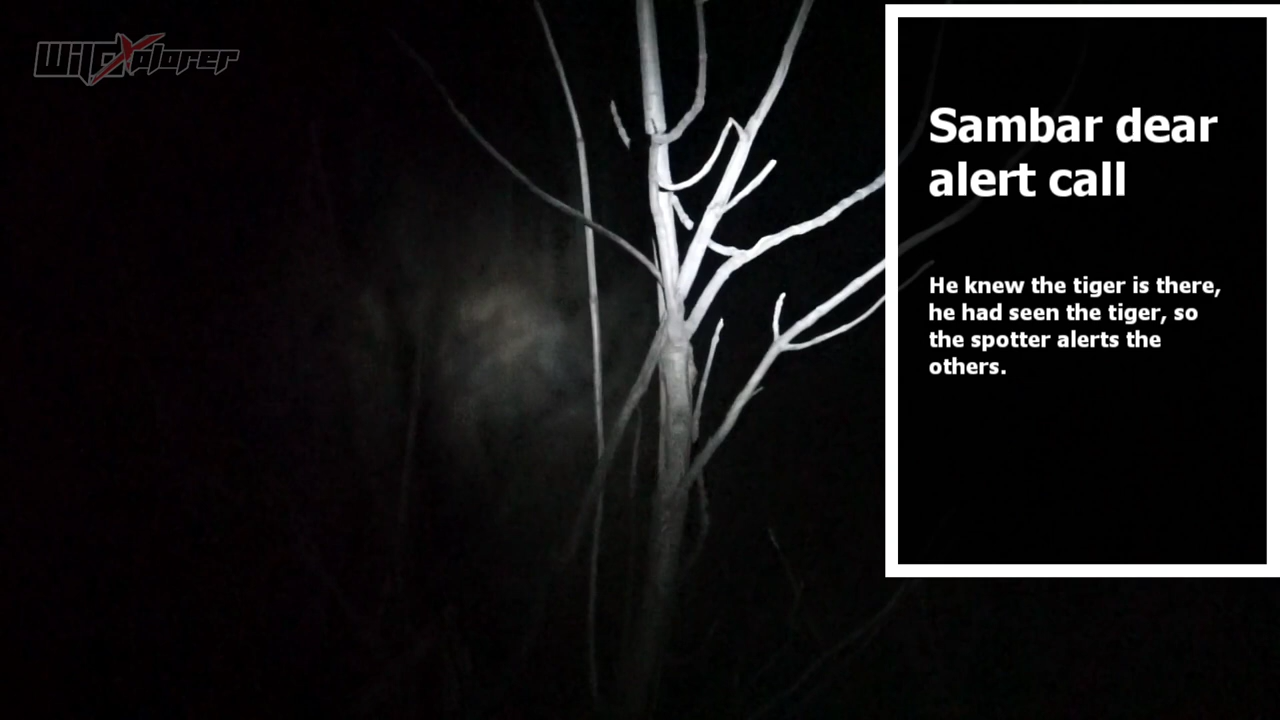 WildXplorer
Sambar dear
alert call
He knew the tiger is there,
he had seen the tiger, so
the spotter alerts the
others.